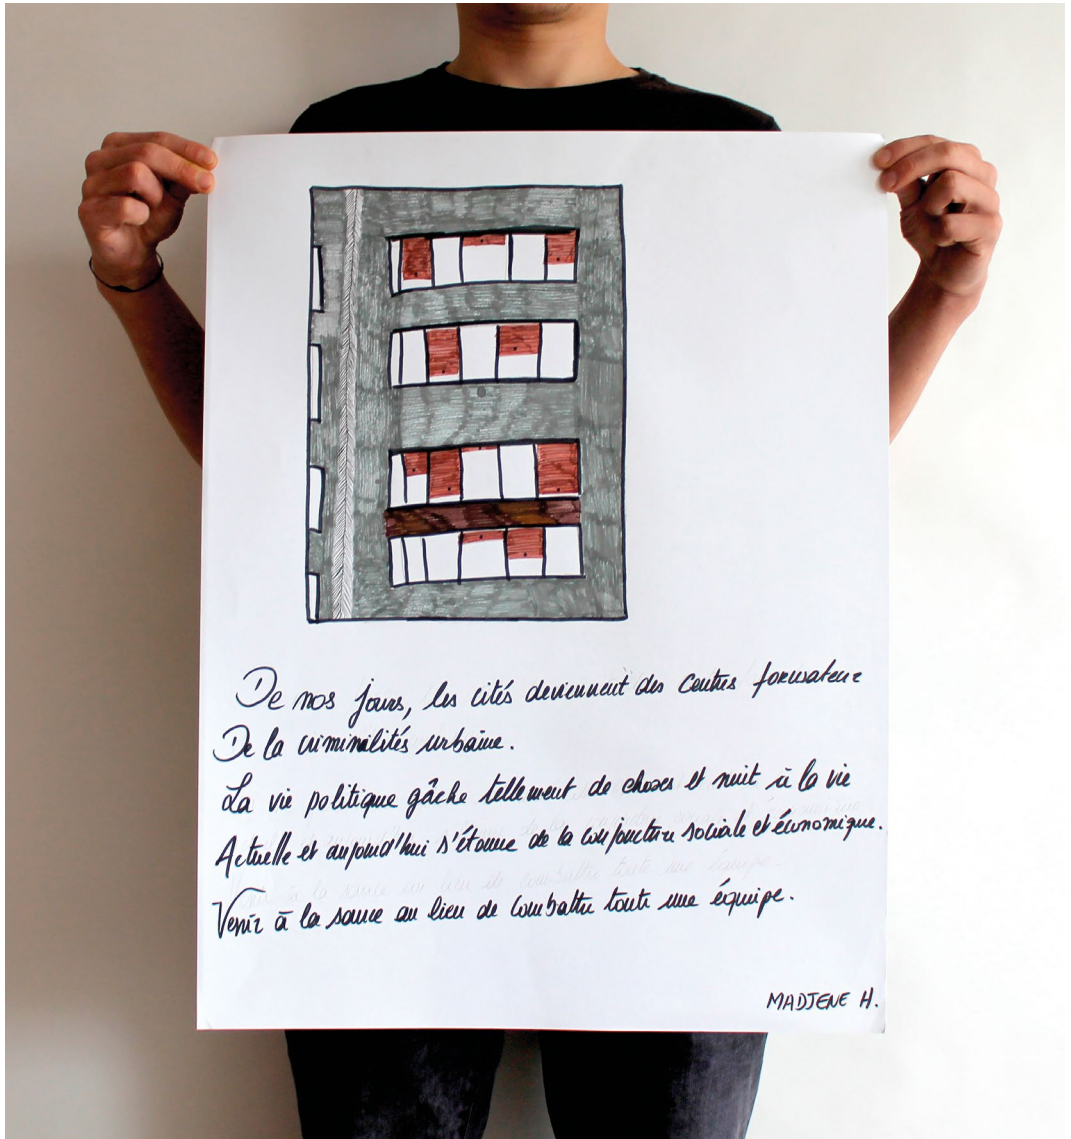 De nos jours, les cités deviennent des centres formateur
De la criminalités urbaine.
La vie politique gâche tellement de choses et nuit à la vie
Actuelle et aujourd'hui s'étonne de la conjoncture sociale et économique.
Venir à la source au lieu de combattre toute une équipe.
MADJENE H.